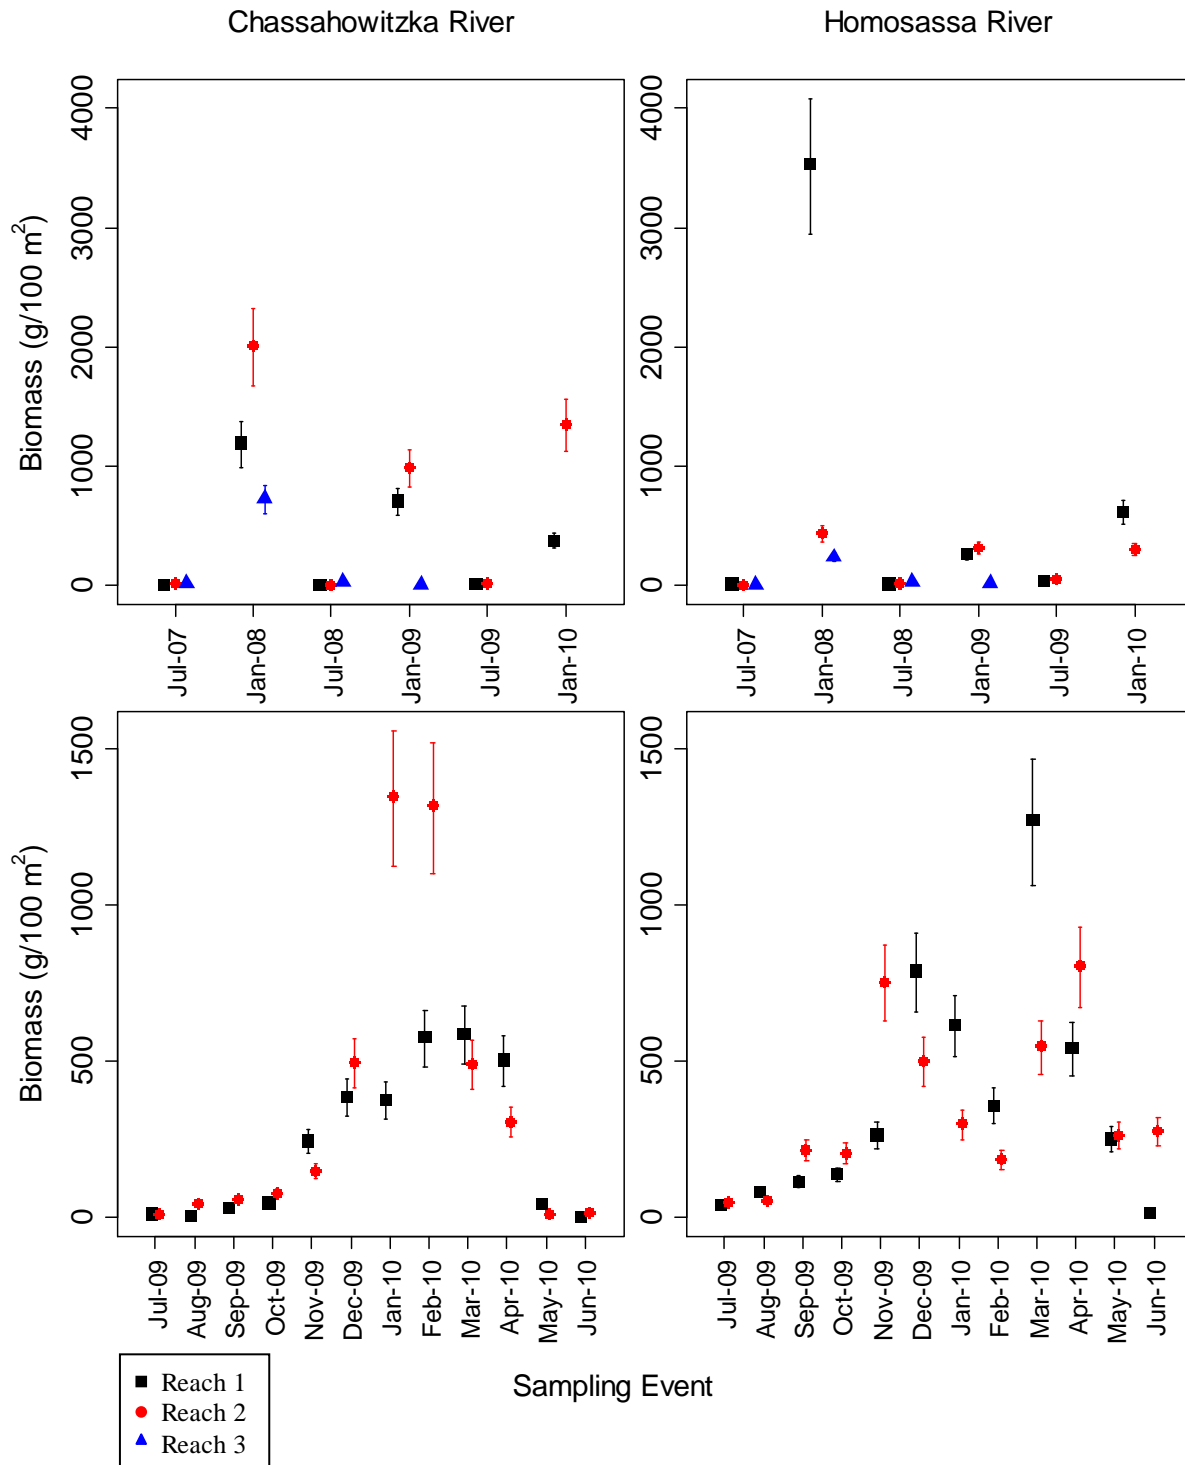 Chassahowitzka River
Homosassa River
Biomass (g/100 m²)
4000
3000
2000
1000
0
Jul-07
Jan-08
Jul-08
Jan-09
Jul-09
Jan-10
4000
3000
2000
1000
0
Jul-07
Jan-08
Jul-08
Jan-09
Jul-09
Jan-10
Biomass (g/100 m²)
1500
1000
500
0
Jul-09
Aug-09
Sep-09
Oct-09
Nov-09
Dec-09
Jan-10
Feb-10
Mar-10
Apr-10
May-10
Jun-10
1500
1000
500
0
Jul-09
Aug-09
Sep-09
Oct-09
Nov-09
Dec-09
Jan-10
Feb-10
Mar-10
Apr-10
May-10
Jun-10
Sampling Event
Reach 1
Reach 2
Reach 3